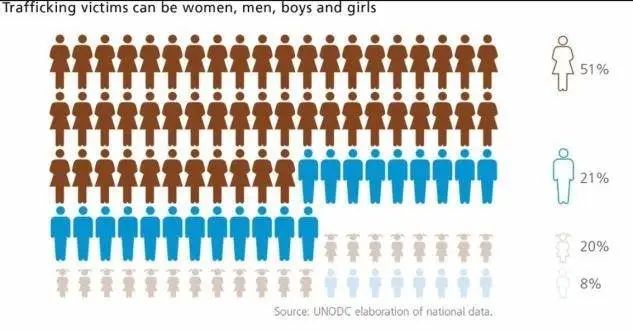 Trafficking victims can be women, men, boys and girls
51%
21%
20%
8%
Source: UNODC elaboration of national data.